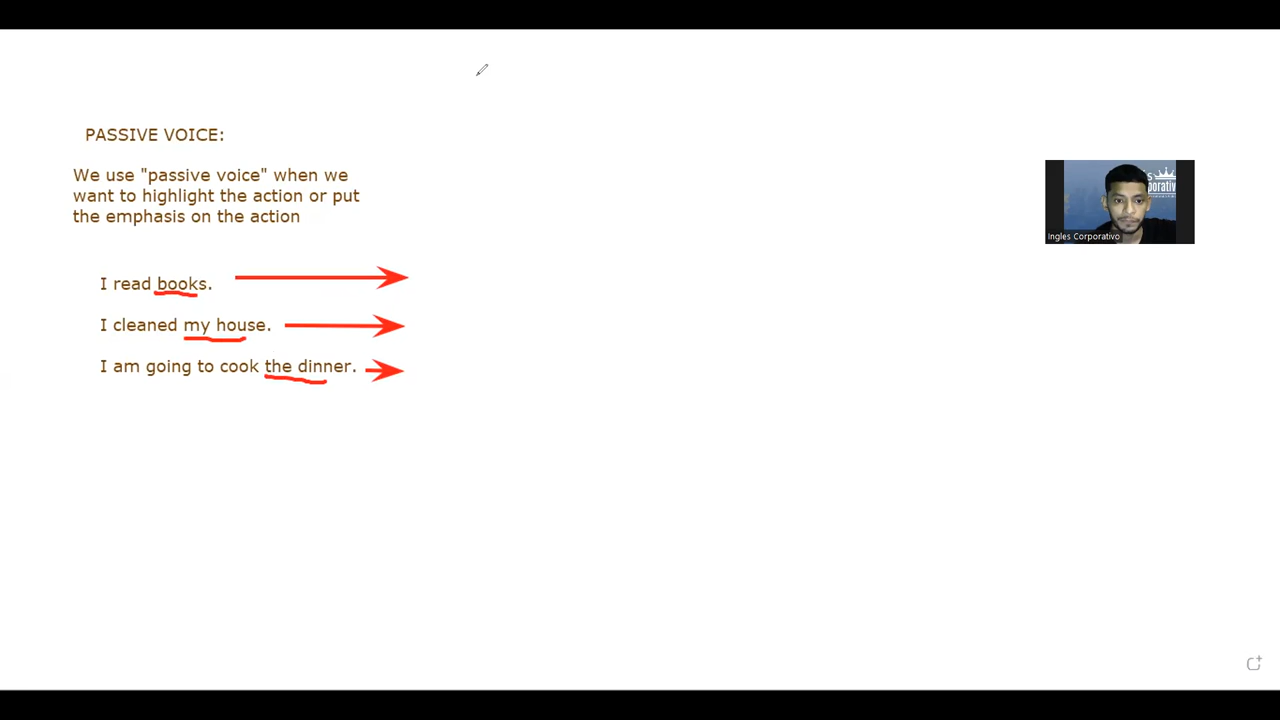 PASSIVE VOICE:
We use "passive voice" when we
want to highlight the action or put
the emphasis on the action
I read books.
I cleaned my house.
I am going to cook the dinner.
Ingles Corporativo